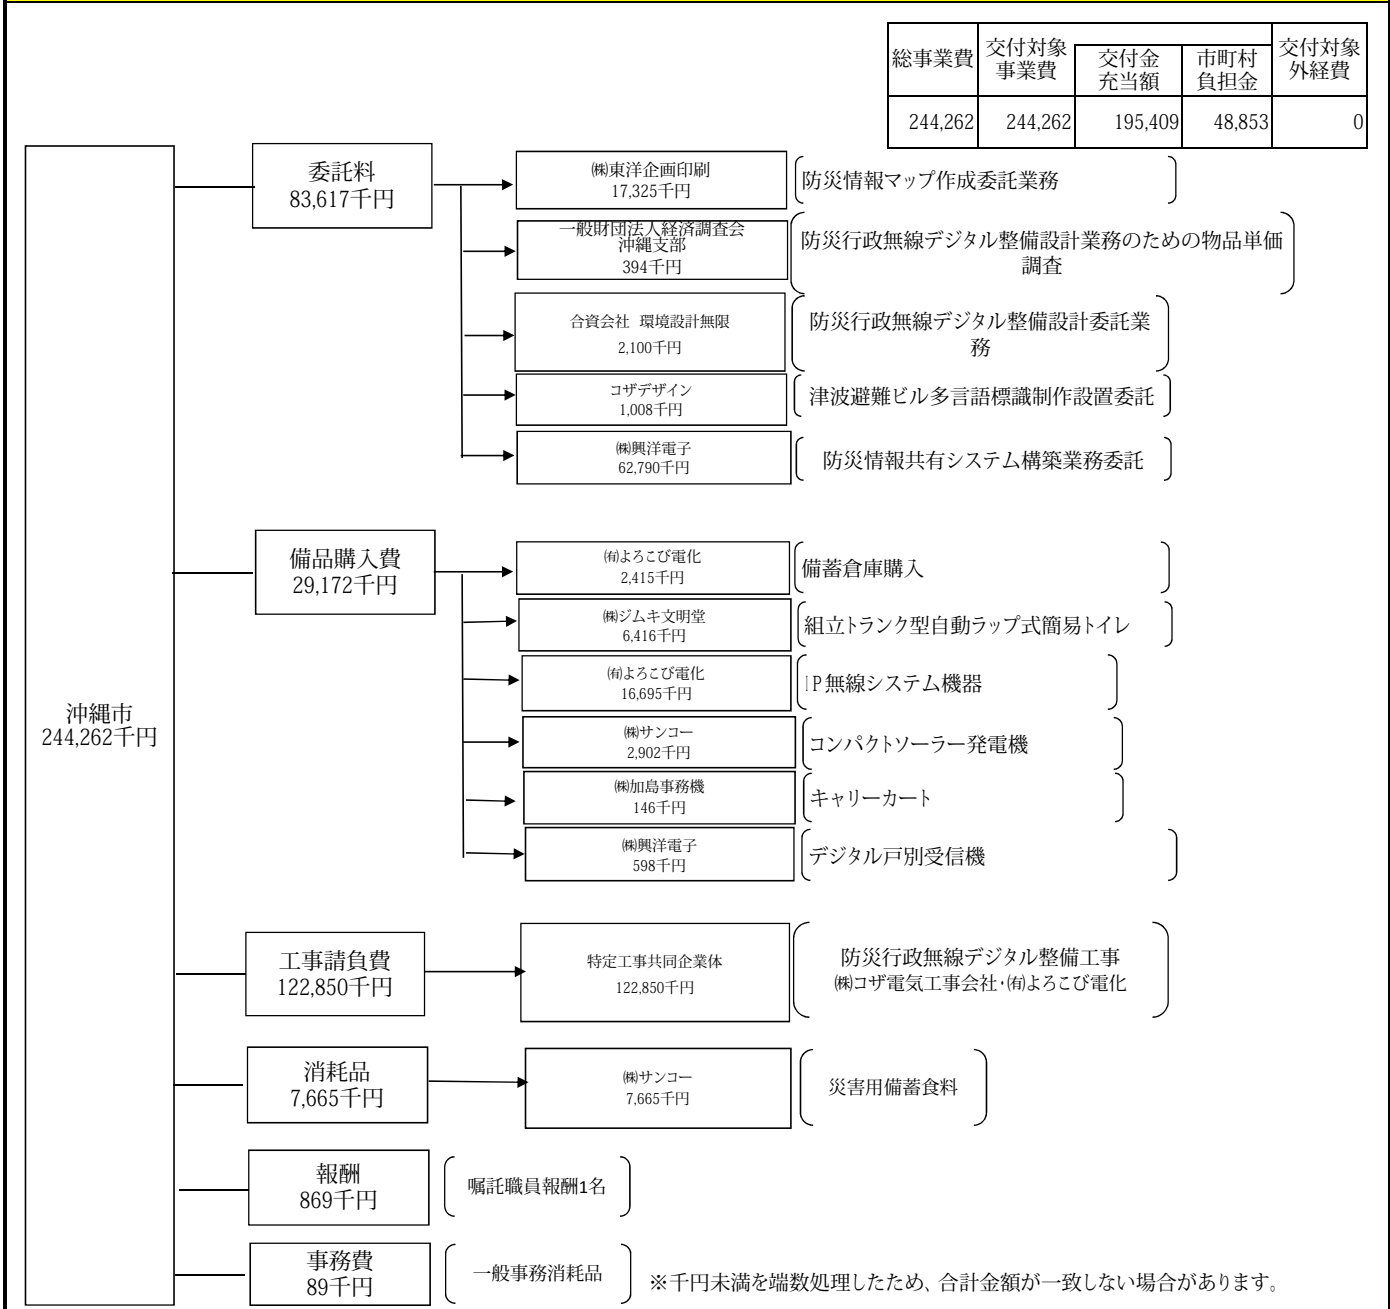 総事業費
交付対象
事業費
交付金
充当額
市町村
負担金
交付対象
外経費
244,262
244,262
195,409
48,853
0
沖縄市
244,262千円
委託料
83,617千円
㈱東洋企画印刷
17,325千円
防災情報マップ作成委託業務
一般財団法人経済調査会
沖縄支部
394千円
防災行政無線デジタル整備設計業務のための物品単価
調査
合資会社 環境設計無限
2,100千円
防災行政無線デジタル整備設計委託業
務
コザデザイン
1,008千円
津波避難ビル多言語標識制作設置委託
㈱興洋電子
62,790千円
防災情報共有システム構築業務委託
備品購入費
29,172千円
㈲よろこび電化
2,415千円
備蓄倉庫購入
㈱ジムキ文明堂
6,416千円
組立トランク型自動ラップ式簡易トイレ
㈲よろこび電化
16,695千円
IP無線システム機器
㈱サンコー
2,902千円
コンパクトソーラー発電機
㈱加島事務機
146千円
キャリーカート
㈱興洋電子
598千円
デジタル戸別受信機
工事請負費
122,850千円
特定工事共同企業体
122,850千円
防災行政無線デジタル整備工事
㈱コザ電気工事会社・㈲よろこび電化
消耗品
7,665千円
㈱サンコー
7,665千円
災害用備蓄食料
報酬
869千円
嘱託職員報酬1名
事務費
89千円
一般事務消耗品
※千円未満を端数処理したため、合計金額が一致しない場合があります。